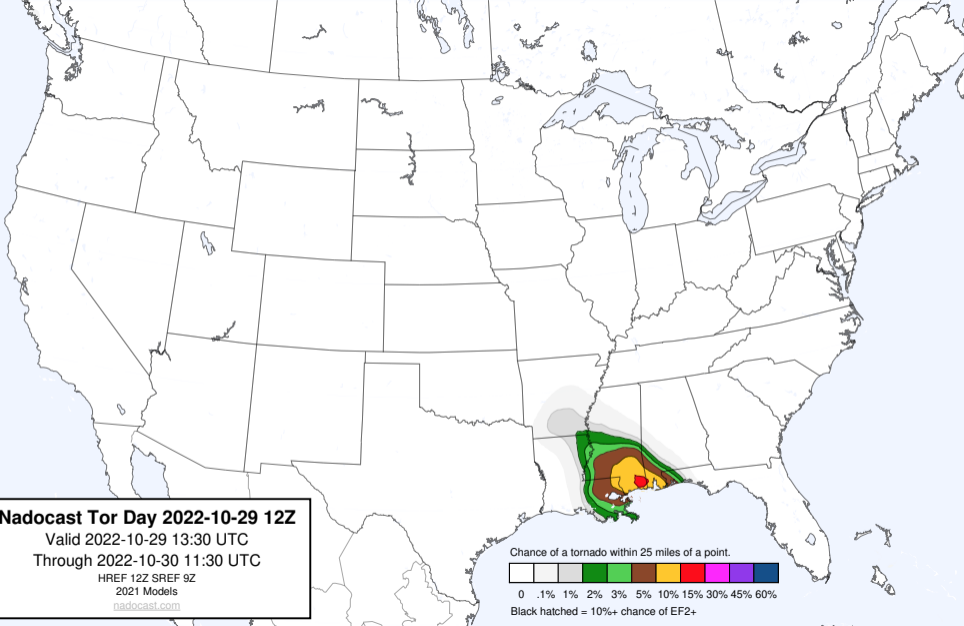 Nadocast Tor Day 2022-10-29 12Z
Valid 2022-10-29 13:30 UTC
Through 2022-10-30 11:30 UTC
HREF 12Z SREF 9Z
2021 Models
nadocast.com
Chance of a tornado within 25 miles of a point.
0 .1% 1% 2% 3% 5% 10% 15% 30% 45% 60%
Black hatched = 10%+ chance of EF2+